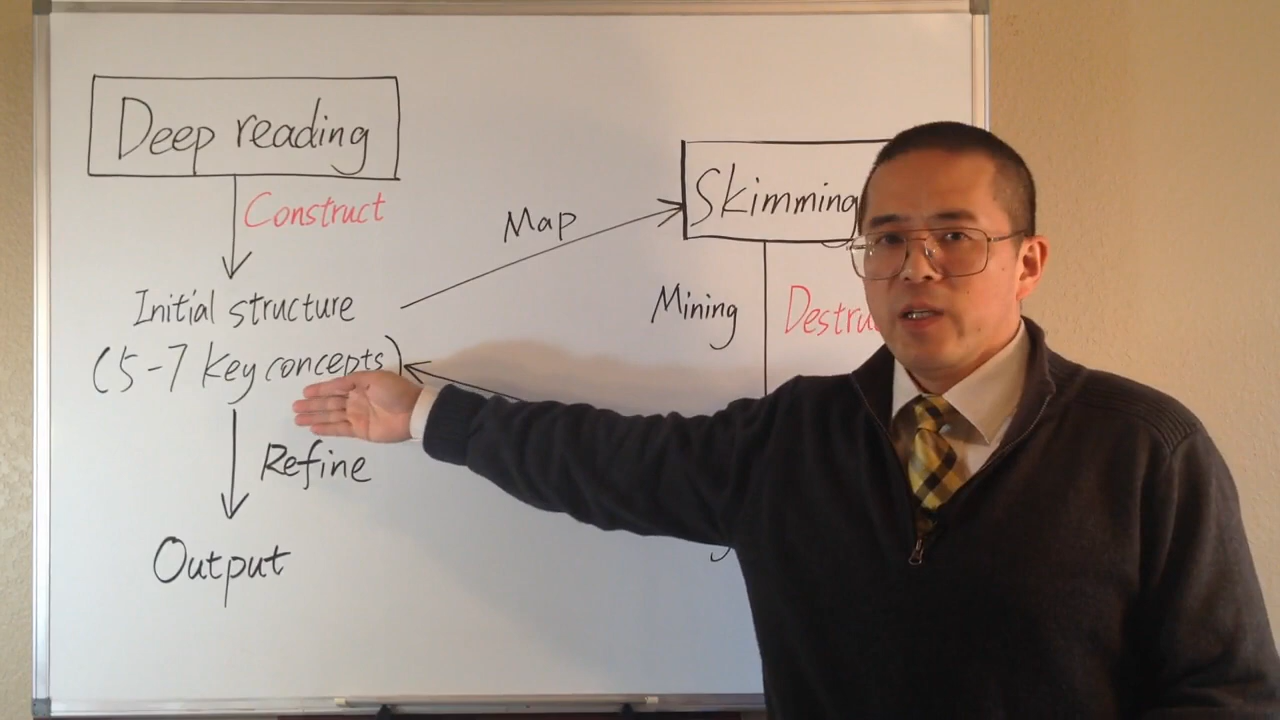 Deep reading
Construct
Initial structure
(5-7 key concepts)
Refine
Output
Map
Skimming
Mining